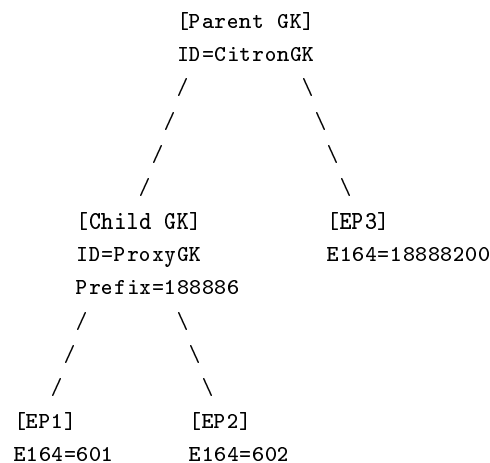 [Parent GK]
ID=CitronGK
/ \
/ \
/ \
/ \
[Child GK] [EP3]
ID=ProxyGK E164=18888200
Prefix=188886
/ \
/ \
/ \
[EP1] [EP2]
E164=601 E164=602